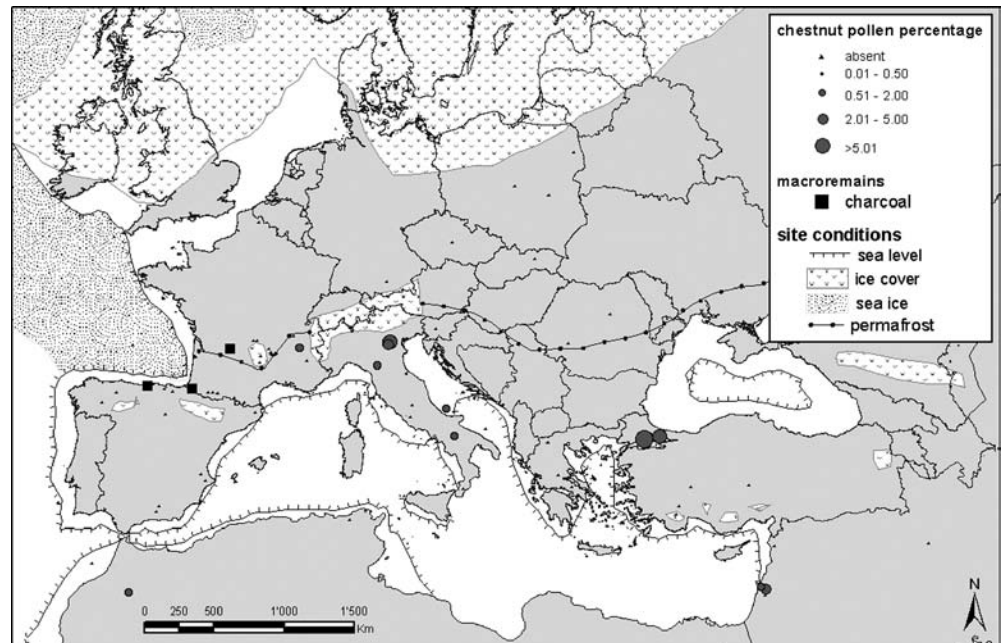 chestnut pollen percentage
absent
0.01 - 0.50
0.51 - 2.00
2.01 - 5.00
>5.01
macroremains
charcoal
site conditions
sea level
ice cover
sea ice
permafrost
0 250 500 1'000 1'500
Km
N